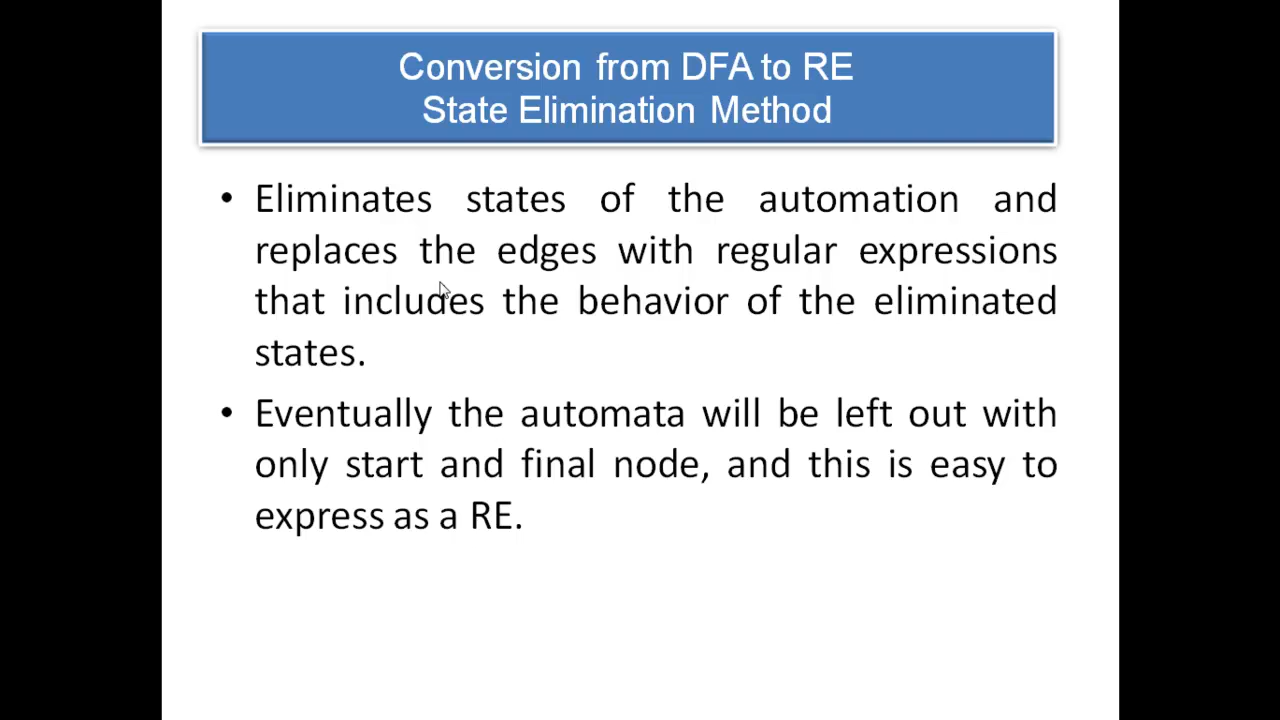 Conversion from DFA to RE
State Elimination Method
• Eliminates states of the automation and
replaces the edges with regular expressions
that includes the behavior of the eliminated
states.
• Eventually the automata will be left out with
only start and final node, and this is easy to
express as a RE.